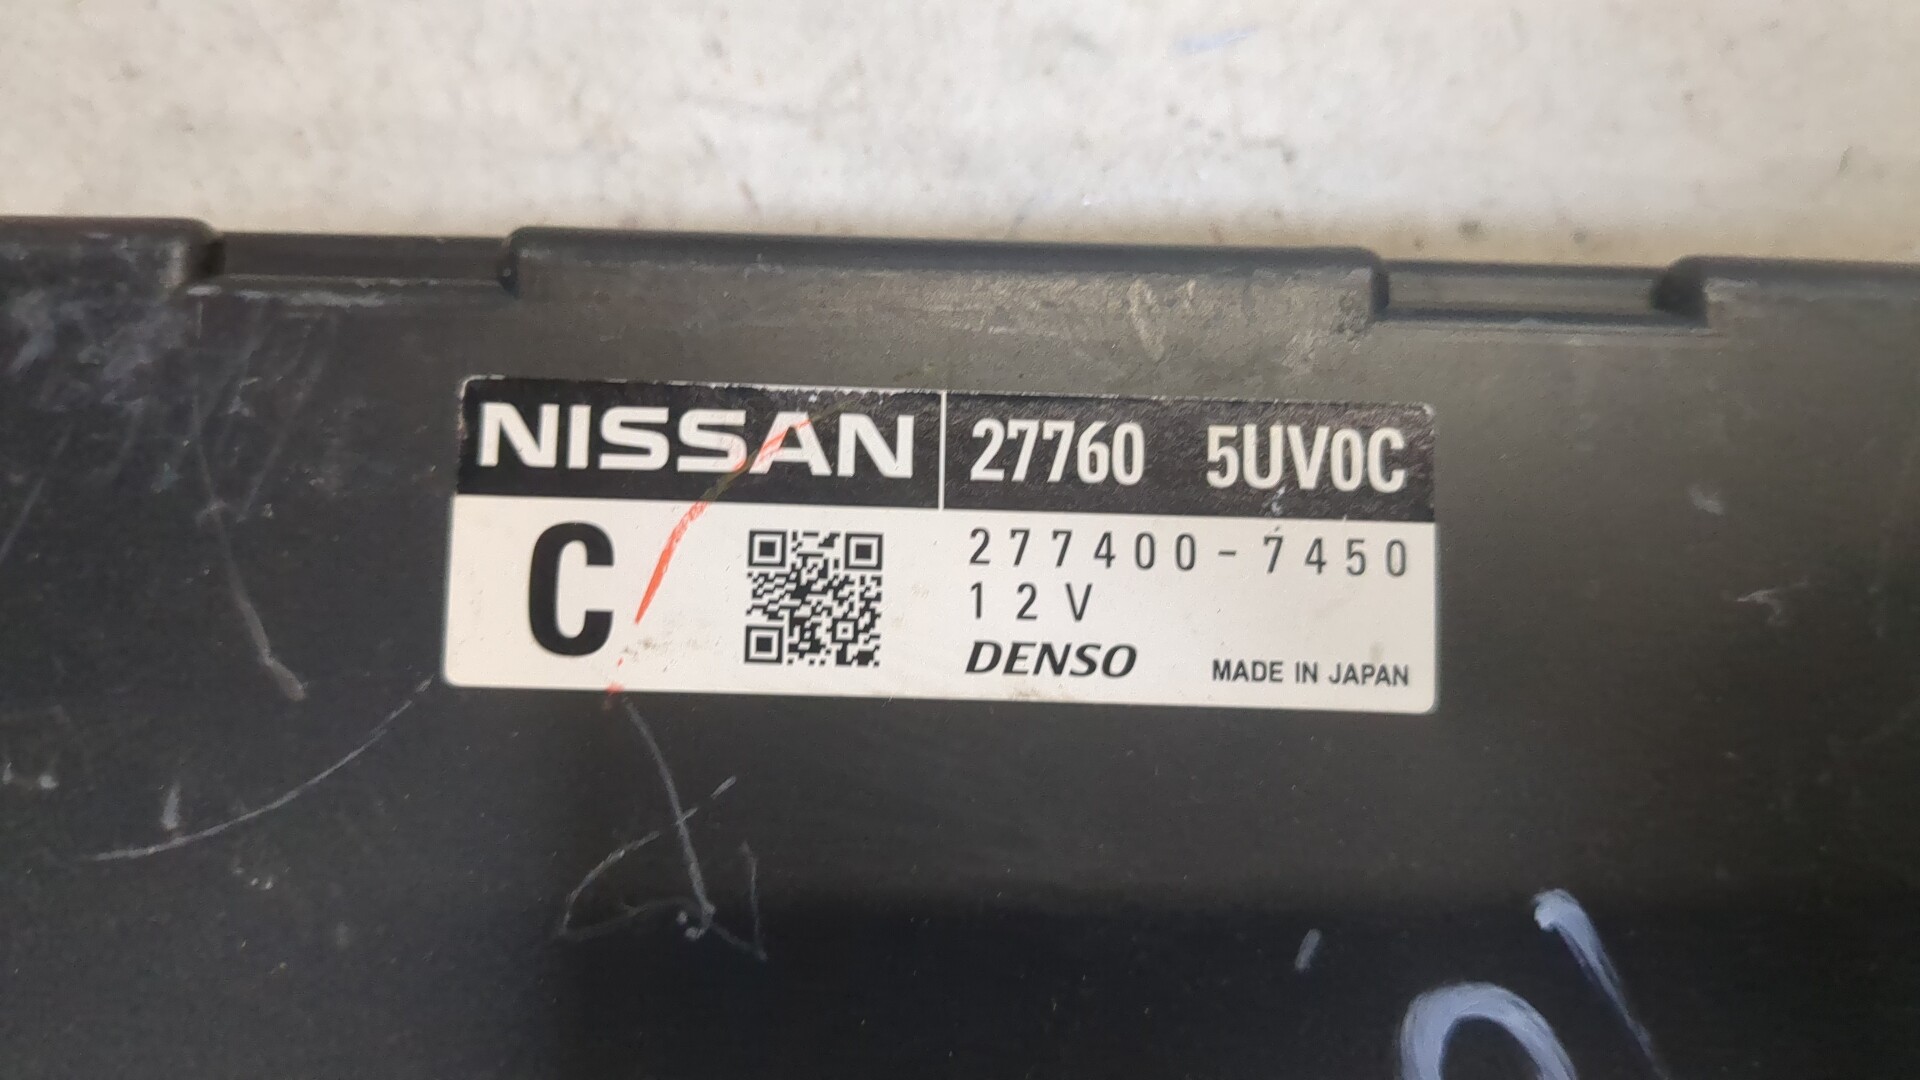 NISSAN 27760 5UV0C
C
277400-7450
12V
DENSO
MADE IN JAPAN